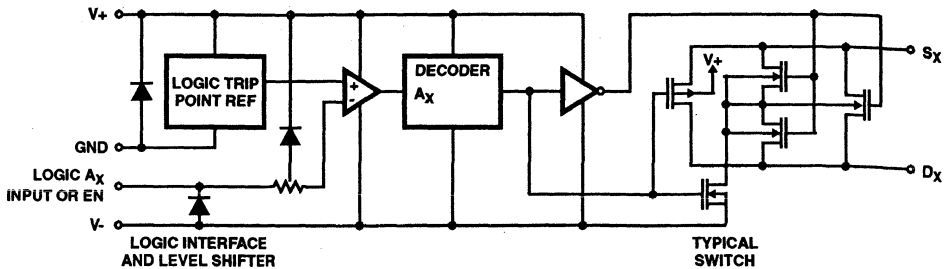 V+
LOGIC TRIP
POINT REF
GND
LOGIC AX
INPUT OR EN
V-
+
-
DECODER
AX
V+
SX
DX
LOGIC INTERFACE
AND LEVEL SHIFTER
TYPICAL
SWITCH